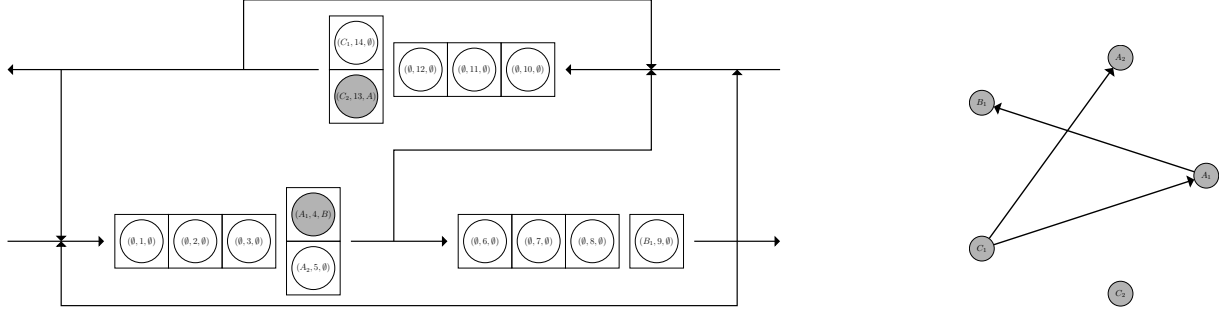 (C₁, 14, ∅)
(∅, 12, ∅) (∅, 11, ∅) (∅, 10, ∅)
(C₂, 13, A)
(A₁, 4, B)
(∅, 1, ∅) (∅, 2, ∅) (∅, 3, ∅)
(∅, 6, ∅) (∅, 7, ∅) (∅, 8, ∅) (B₁, 9, ∅)
(A₂, 5, ∅)
A₂
B₁
A₁
C₁
C₂